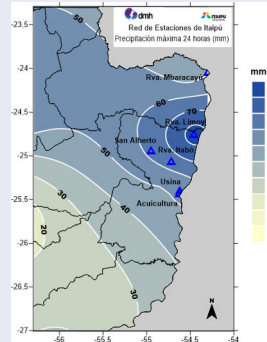 dmh
ITAIPU
Red de Estaciones de Itaipú
Precipitación máxima 24 horas (mm)
mm
-23.5
-24
-24.5
-25
-25.5
-26
-26.5
-27
50
Rva. Mbaracayú
60
70
Rva. Limoy
San Alberto
Rva. Itabó
50
Usina
Acuicultura
40
30
20
30
N
-56
-55
-54.5
-54